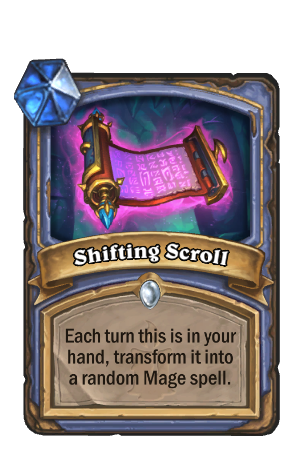 Shifting Scroll
Each turn this is in your
hand, transform it into
a random Mage spell.